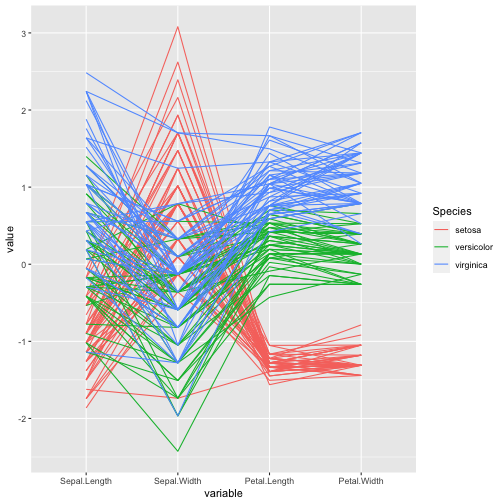 3
2
1
0
-1
-2
value
Sepal.Length Sepal.Width Petal.Length Petal.Width
variable
Species
setosa
versicolor
virginica